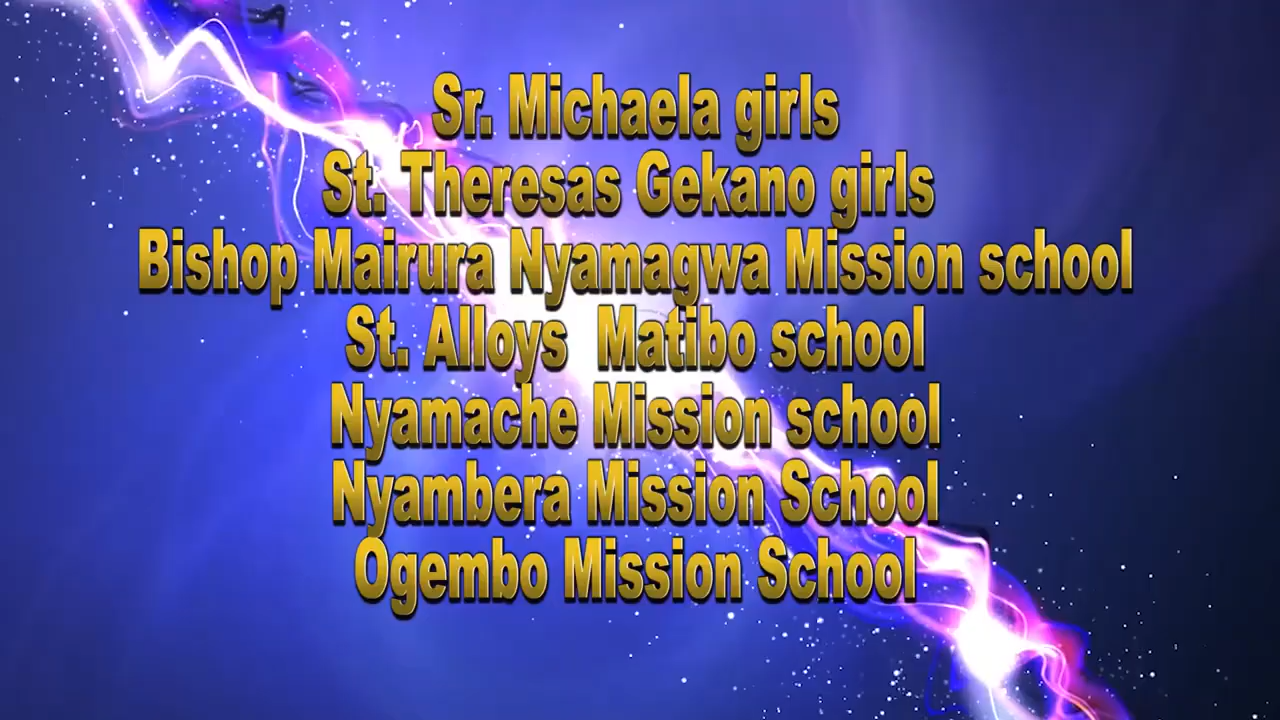 Sr. Michaela girls
St. Theresas Gekano girls
Bishop Mairura Nyamagwa Mission school
St. Alloys  Matibo school
Nyamache Mission school
Nyambera Mission School
Ogembo Mission School